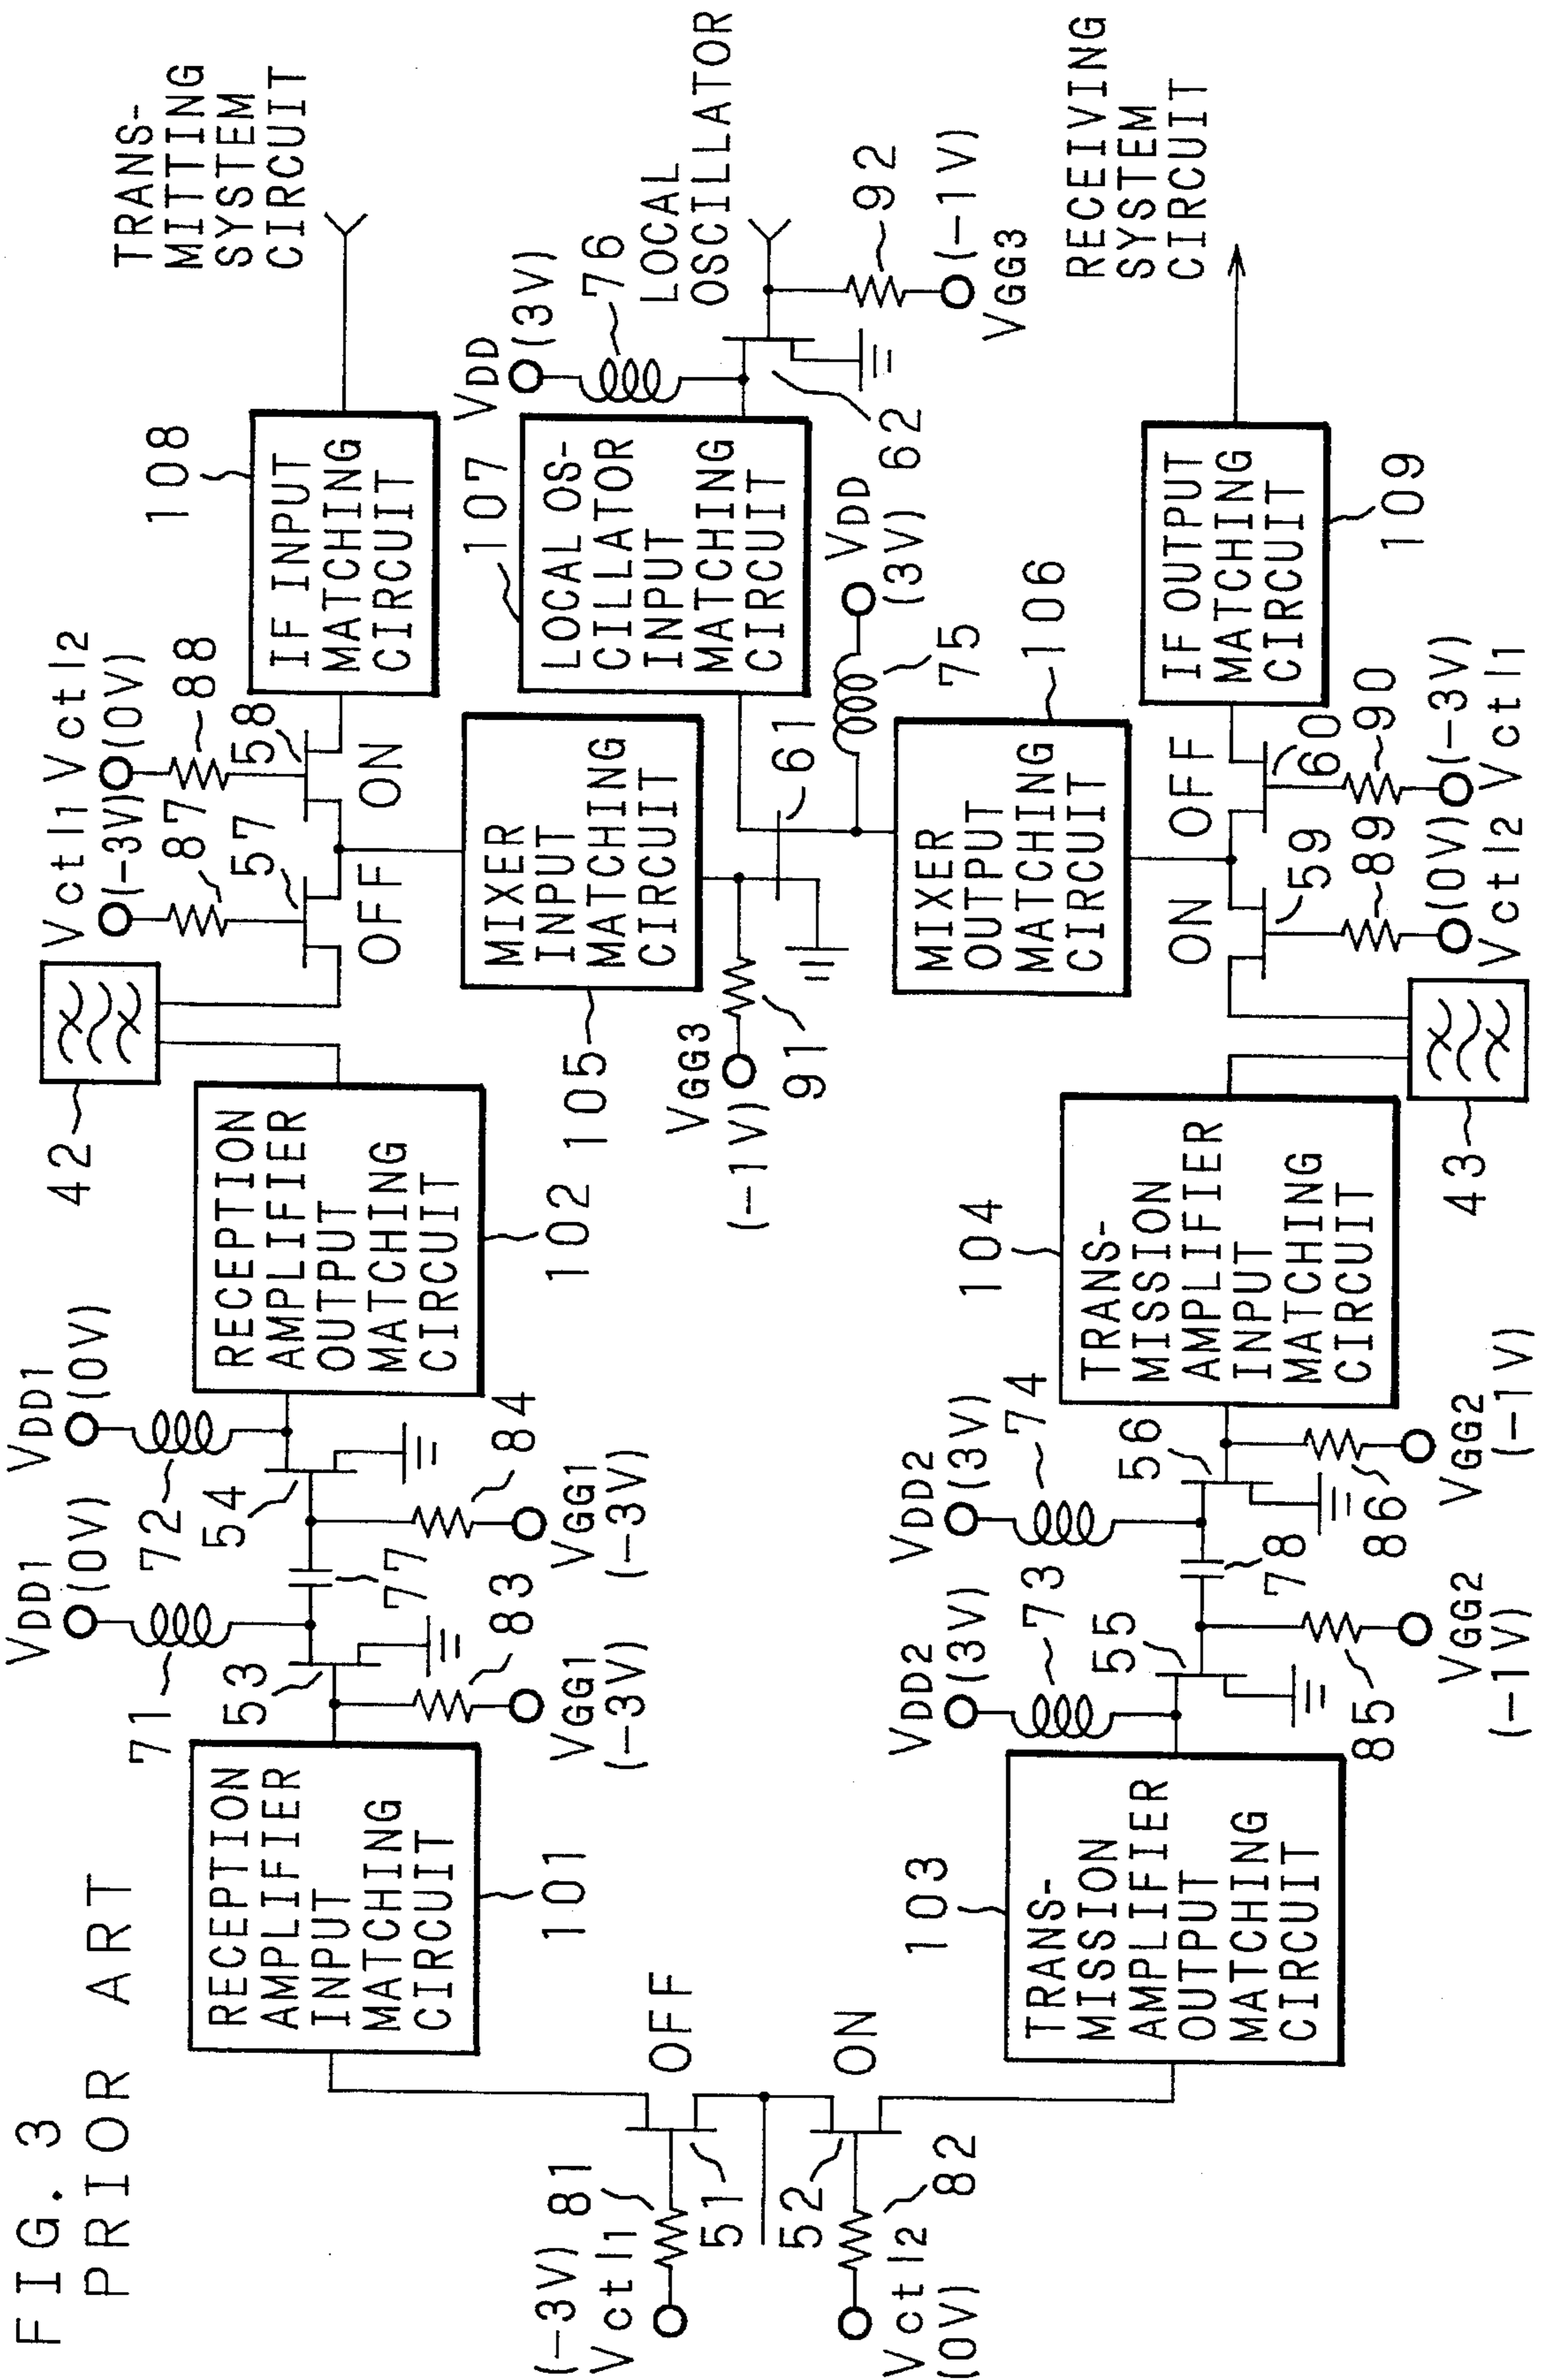 FIG. 3
PRIOR ART
(-3V)
Vctl1
81
51
OFF
52
ON
82
Vctl2
(0V)
RECEPTION
AMPLIFIER
INPUT
MATCHING
CIRCUIT
101
VDD1
(0V)
71
53
77
83
VGG1
(-3V)
VDD1
(0V)
72
54
84
VGG1
(-3V)
RECEPTION
AMPLIFIER
OUTPUT
MATCHING
CIRCUIT
102
42
Vctl1
(-3V)
87
57
OFF
Vctl2
(0V)
88
58
ON
108
IF INPUT
MATCHING
CIRCUIT
TRANS-
MITTING
SYSTEM
CIRCUIT
MIXER
INPUT
MATCHING
CIRCUIT
105
VGG3
(-1V)
91
61
107
LOCAL OS-
CILLATOR
INPUT
MATCHING
CIRCUIT
VDD
(3V)
76
62
LOCAL
OSCILLATOR
92
(-1V)
VGG3
VDD
(3V)
75
MIXER
OUTPUT
MATCHING
CIRCUIT
106
103
TRANS-
MISSION
AMPLIFIER
OUTPUT
MATCHING
CIRCUIT
VDD2
(3V)
73
55
78
85
VGG2
(-1V)
VDD2
(3V)
74
56
86
VGG2
(-1V)
104
TRANS-
MISSION
AMPLIFIER
INPUT
MATCHING
CIRCUIT
43
ON
59
89
(0V)
Vctl2
OFF
60
90
(-3V)
Vctl1
IF OUTPUT
MATCHING
CIRCUIT
109
RECEIVING
SYSTEM
CIRCUIT